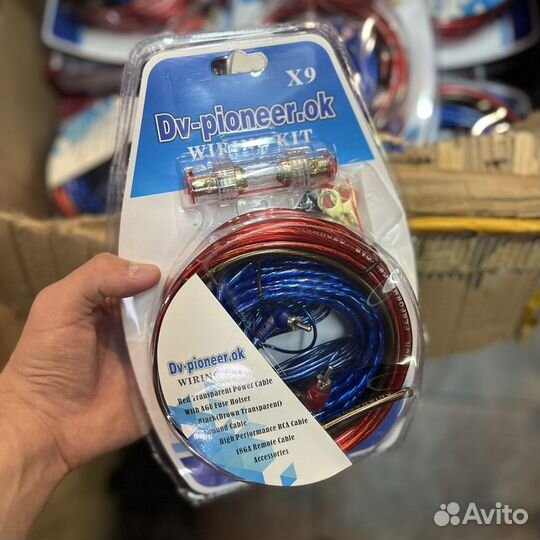 X9
Dv-pioneer.ok
WIRING KIT
Dv-pioneer.ok
WIRING
Red Transparent Power Cable
With AGE Fuse Holser
Black(Brown Transparent)
Ground Cable
High Performance RCA Cable
18GA Remote Cable
Accessories
Avito